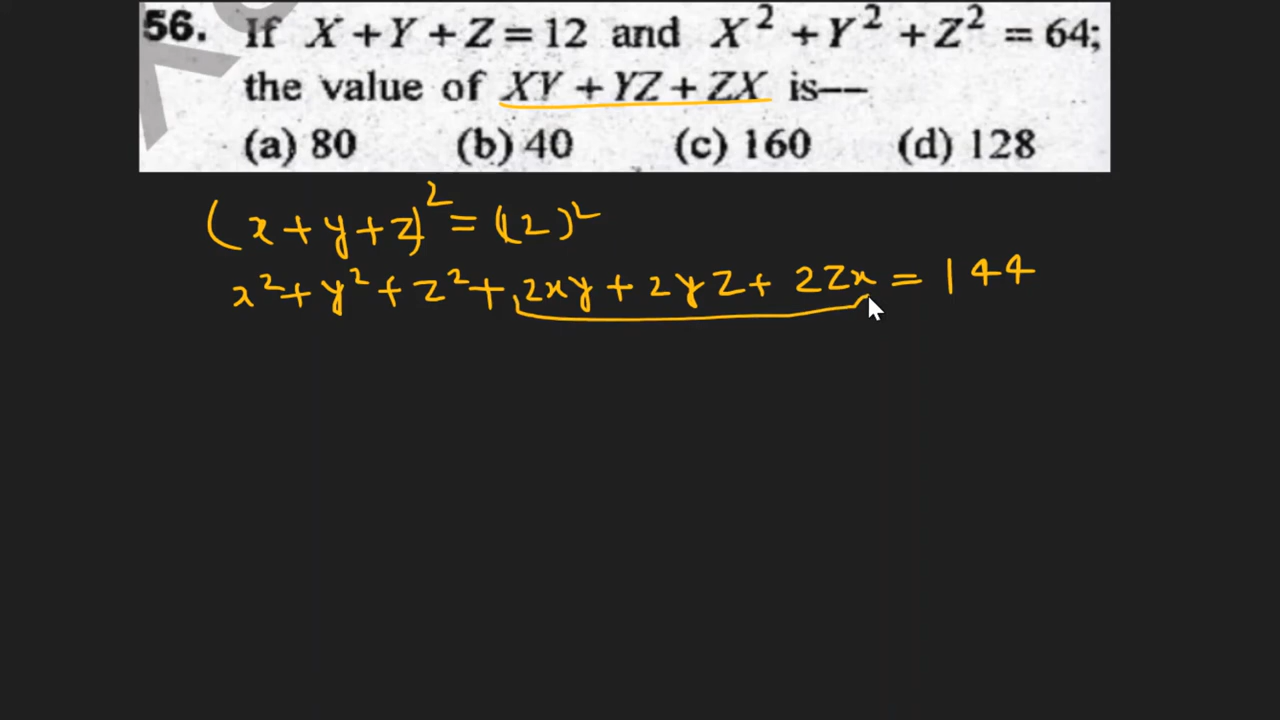 56. If X + Y + Z = 12 and X² + Y² + Z² = 64;
the value of XY + YZ + ZX is––
(a) 80 (b) 40 (c) 160 (d) 128
(x + y + z)² = (12)²
x² + y² + z² + 2xy + 2yz + 2zx = 144